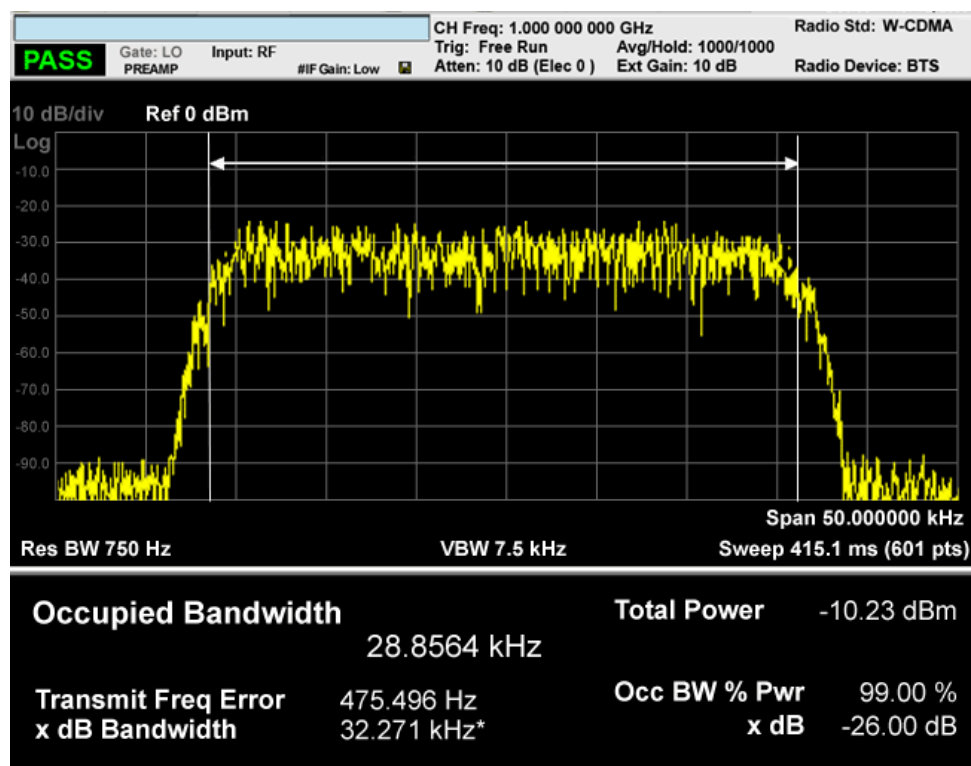 CH Freq: 1.000 000 000 GHz Radio Std: W-CDMA
PASS Gate: LO Input: RF Trig: Free Run Avg/Hold: 1000/1000
PREAMP #IF Gain: Low Atten: 10 dB (Elec 0 ) Ext Gain: 10 dB Radio Device: BTS
10 dB/div Ref 0 dBm
Log
-10.0
-20.0
-30.0
-40.0
-50.0
-60.0
-70.0
-80.0
-90.0
Span 50.000000 kHz
Res BW 750 Hz VBW 7.5 kHz Sweep 415.1 ms (601 pts)
Occupied Bandwidth Total Power -10.23 dBm
28.8564 kHz
Transmit Freq Error 475.496 Hz Occ BW % Pwr 99.00 %
x dB Bandwidth 32.271 kHz* x dB -26.00 dB